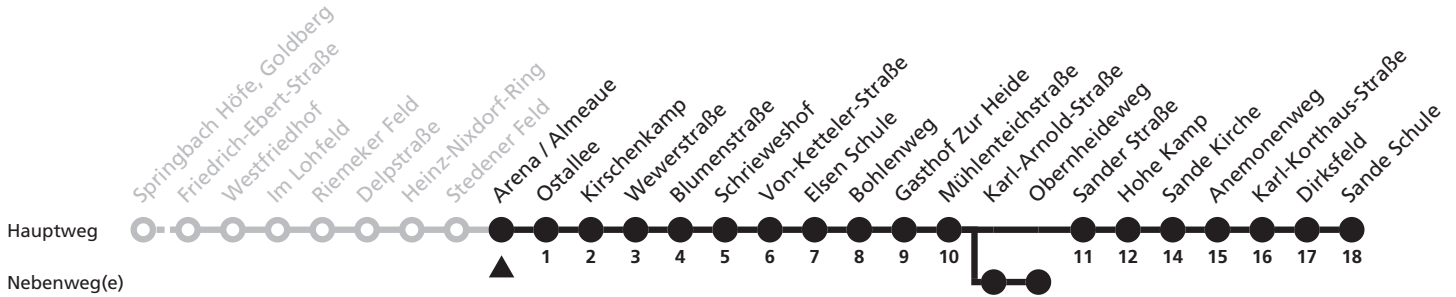 Springbach Höfe, Goldberg
Friedrich-Ebert-Straße
Westfriedhof
Im Lohfeld
Riemeker Feld
Delpstraße
Heinz-Nixdorf-Ring
Stedener Feld
Arena / Almeaue
Ostallee
Kirschenkamp
Wewerstraße
Blumenstraße
Schrieweshof
Von-Ketteler-Straße
Elsen Schule
Bohlenweg
Gasthof Zur Heide
Mühlenteichstraße
Karl-Arnold-Straße
Obernheideweg
Sander Straße
Hohe Kamp
Sande Kirche
Anemonenweg
Karl-Korthaus-Straße
Dirksfeld
Sande Schule
Hauptweg
1 2 3 4 5 6 7 8 9 10 11 12 14 15 16 17 18
Nebenweg(e)